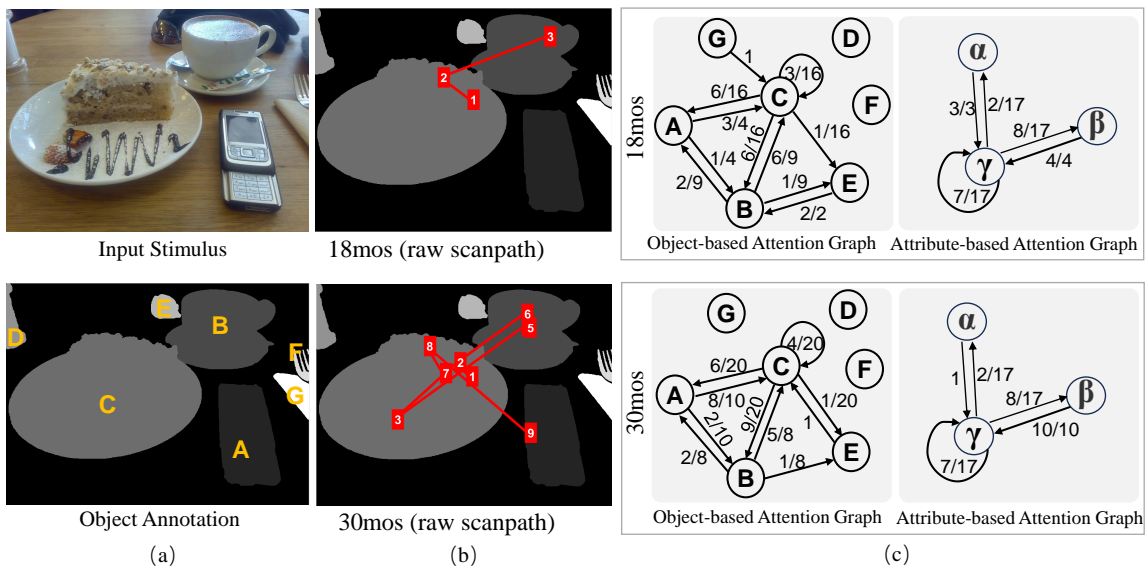 1
2
3
Input Stimulus
18mos (raw scanpath)
D
E
B
C
F
G
A
1
2
3
5
6
7
8
9
Object Annotation
30mos (raw scanpath)
(a)
(b)
18mos
G
D
C
F
A
E
B
1
3/16
6/16
3/4
1/16
1/4
6/16
6/9
2/9
1/9
2/2
Object-based Attention Graph
α
β
γ
3/3
2/17
8/17
4/4
7/17
Attribute-based Attention Graph
30mos
G
D
C
F
A
E
B
4/20
6/20
8/10
1/20
2/10
9/20
5/8
1
2/8
1/8
Object-based Attention Graph
α
β
γ
1
2/17
8/17
10/10
7/17
Attribute-based Attention Graph
(c)